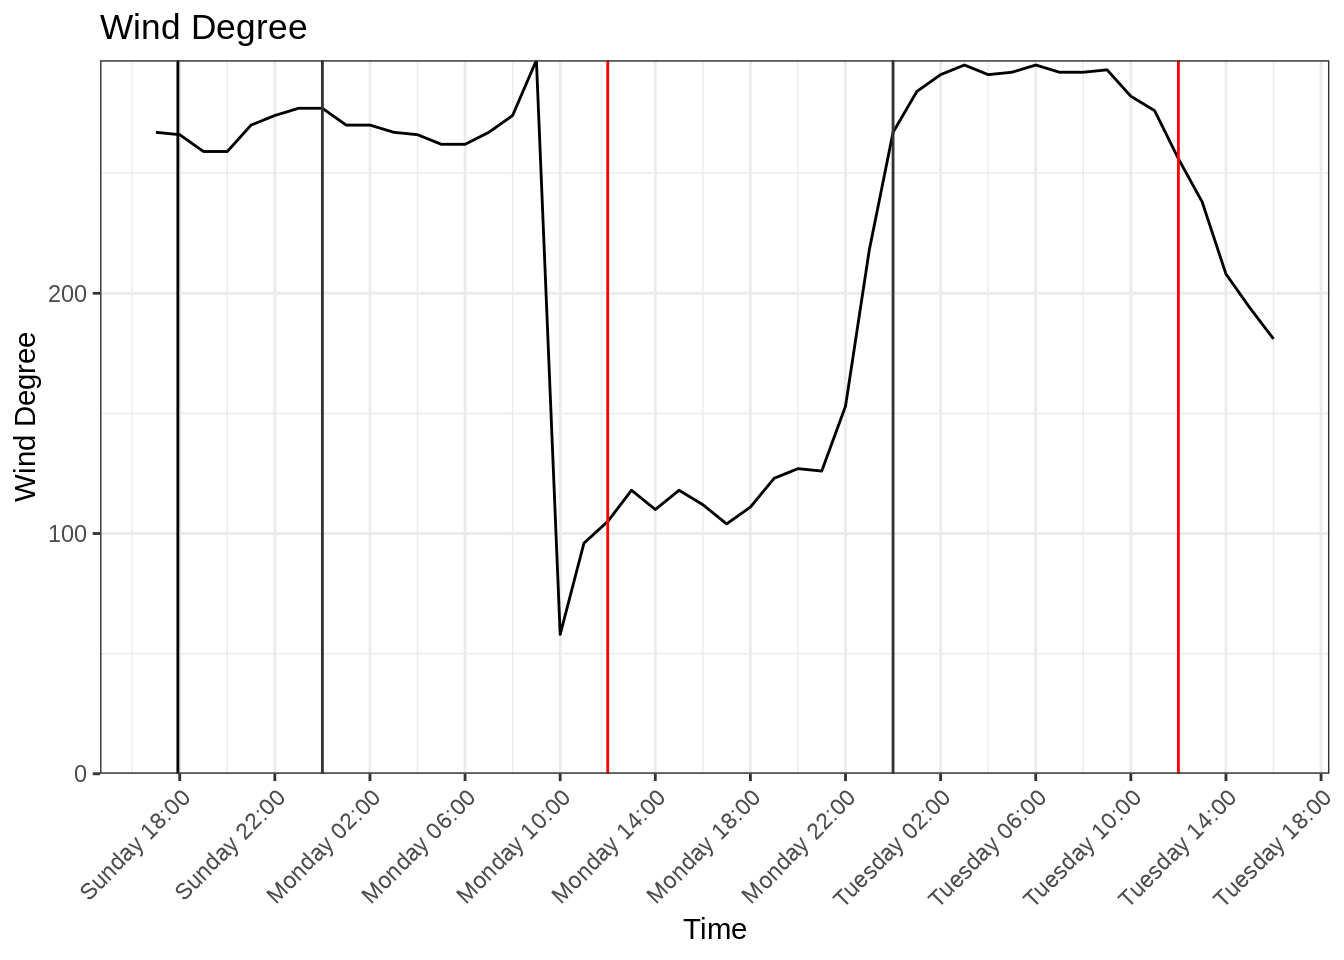 Wind Degree
Wind Degree
200
100
0
Sunday 18:00
Sunday 22:00
Monday 02:00
Monday 06:00
Monday 10:00
Monday 14:00
Monday 18:00
Monday 22:00
Tuesday 02:00
Tuesday 06:00
Tuesday 10:00
Tuesday 14:00
Tuesday 18:00
Time